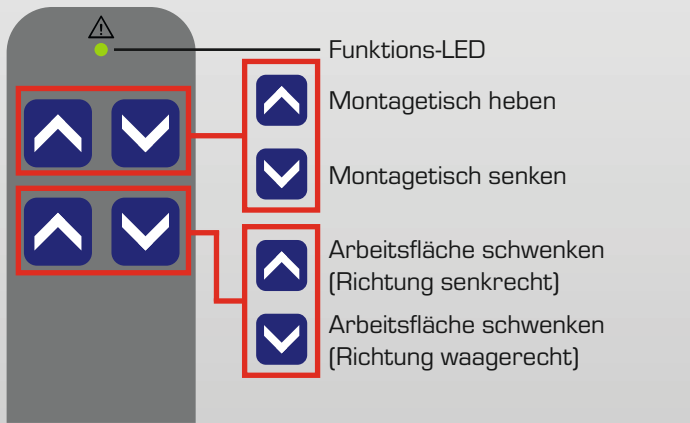 Funktions-LED
Montagetisch heben
Montagetisch senken
Arbeitsfläche schwenken
(Richtung senkrecht)
Arbeitsfläche schwenken
(Richtung waagerecht)